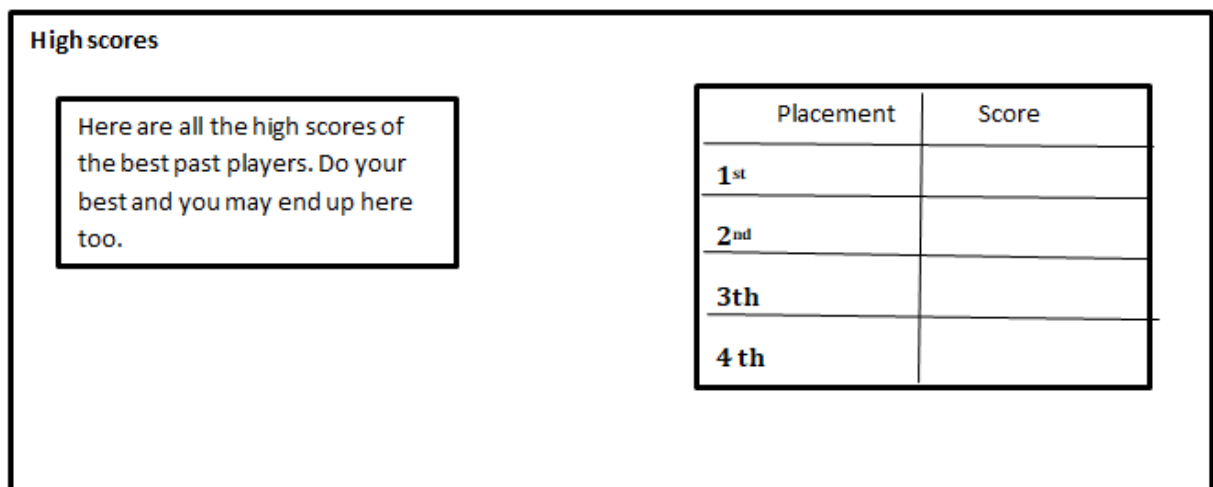 High scores
Here are all the high scores of
the best past players. Do your
best and you may end up here
too.
Placement Score
1st
2nd
3th
4 th